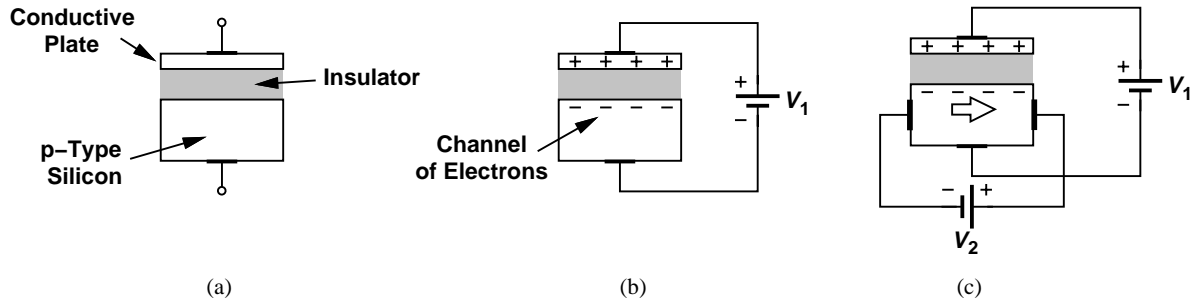 Conductive
Plate
Insulator
p−Type
Silicon
(a)
+ + + +
− − − −
Channel
of Electrons
+
−
V1
(b)
+ + + +
− − − −
+
−
V1
− +
V2
(c)